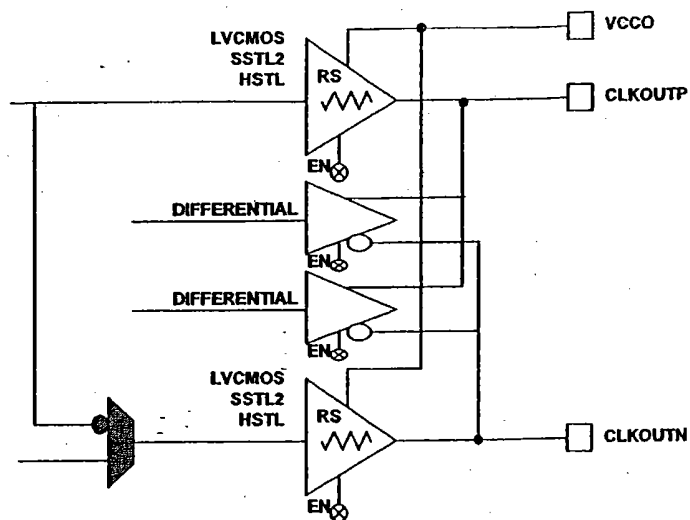 VCCO
LVCMOS
SSTL2
HSTL
RS
CLKOUTP
EN
DIFFERENTIAL
EN
DIFFERENTIAL
EN
LVCMOS
SSTL2
HSTL
RS
CLKOUTN
EN